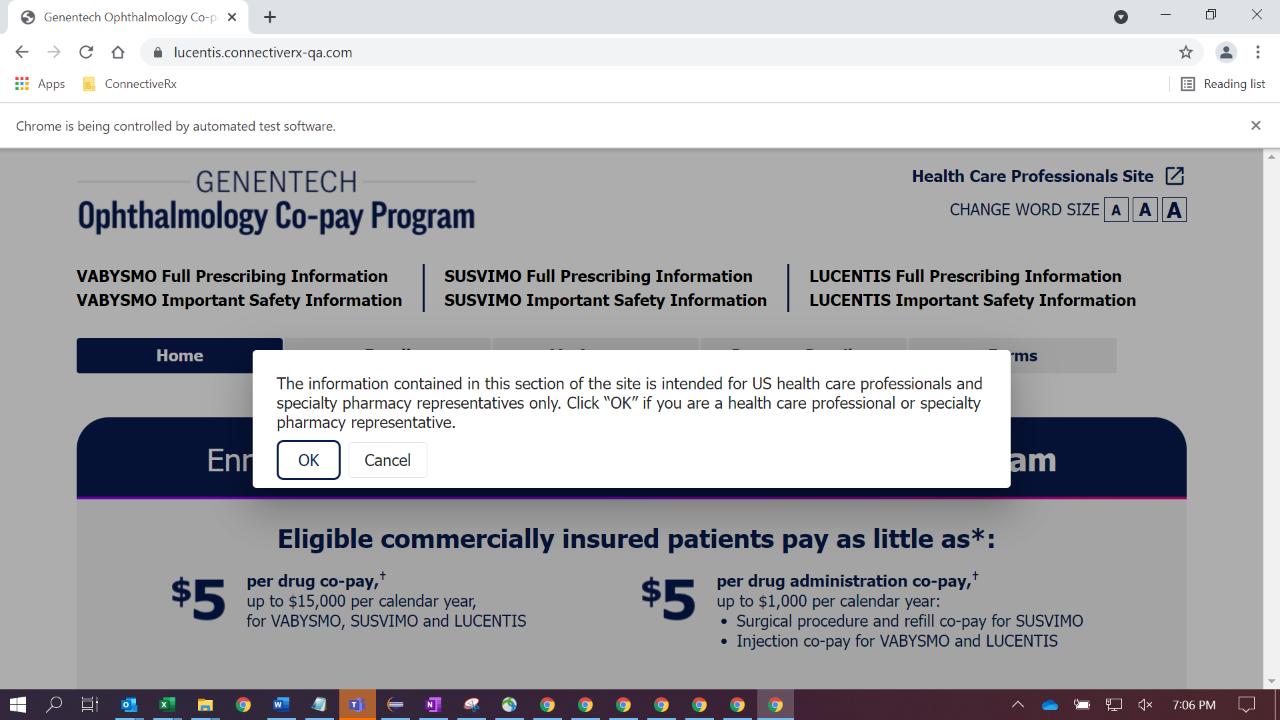 Genentech Ophthalmology Co-p
lucentis.connectiverx-qa.com
Apps
ConnectiveRx
Reading list
Chrome is being controlled by automated test software.
GENENTECH
Ophthalmology Co-pay Program
Health Care Professionals Site
CHANGE WORD SIZE A A A
VABYSMO Full Prescribing Information
VABYSMO Important Safety Information
SUSVIMO Full Prescribing Information
SUSVIMO Important Safety Information
LUCENTIS Full Prescribing Information
LUCENTIS Important Safety Information
Home
rms
The information contained in this section of the site is intended for US health care professionals and
specialty pharmacy representatives only. Click “OK” if you are a health care professional or specialty
pharmacy representative.
OK
Cancel
Enr
am
Eligible commercially insured patients pay as little as*:
$5
per drug co-pay,†
up to $15,000 per calendar year,
for VABYSMO, SUSVIMO and LUCENTIS
$5
per drug administration co-pay,†
up to $1,000 per calendar year:
• Surgical procedure and refill co-pay for SUSVIMO
• Injection co-pay for VABYSMO and LUCENTIS
7:06 PM